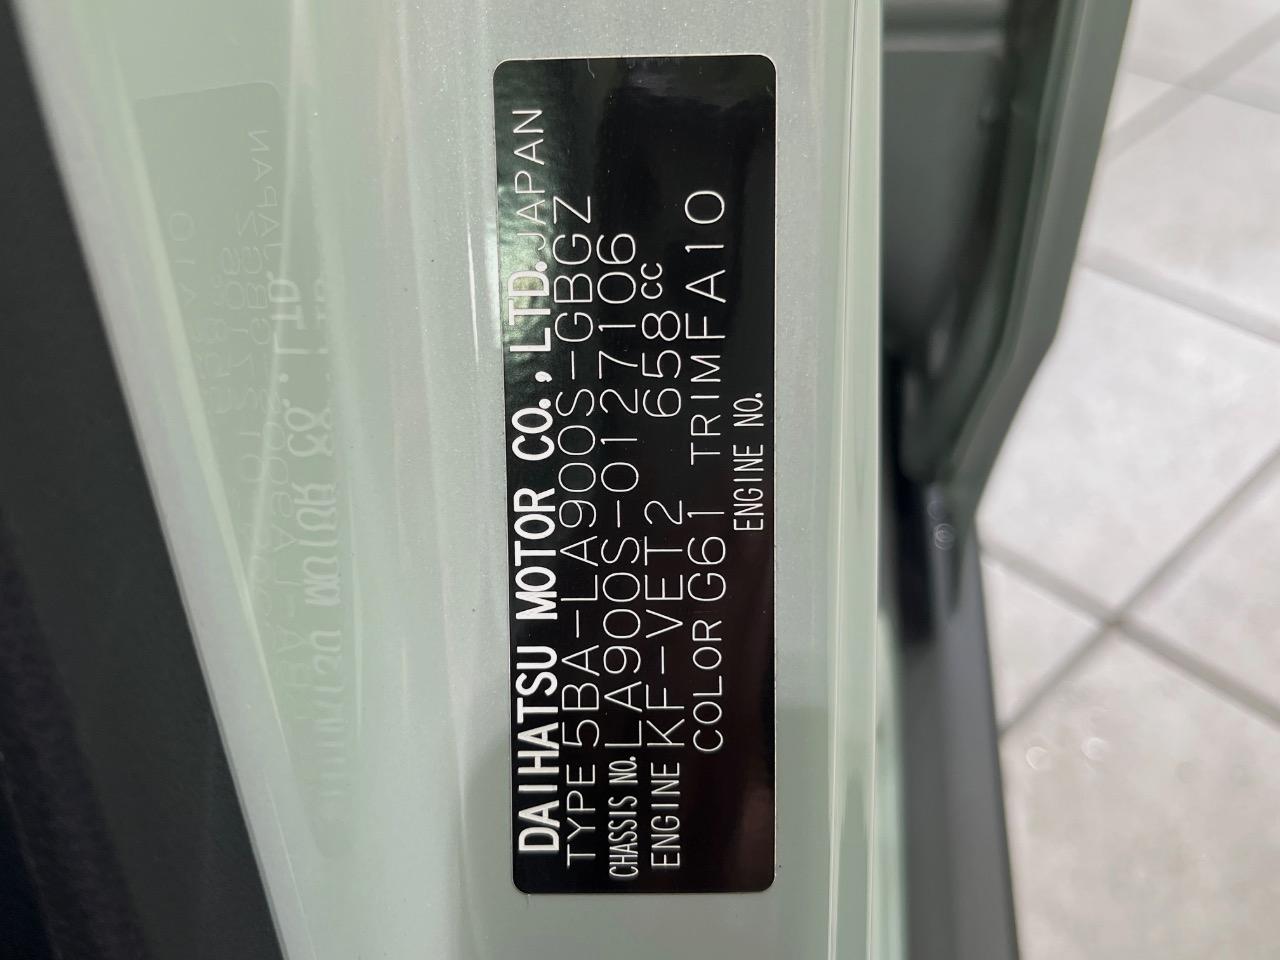 DAIHATSU MOTOR CO., LTD. JAPAN
TYPE 5BA-LA900S-GBGZ
CHASSIS NO. LA900S-0127106
ENGINE KF-VET2 658cc
COLOR G61 TRIM FA10
ENGINE NO.